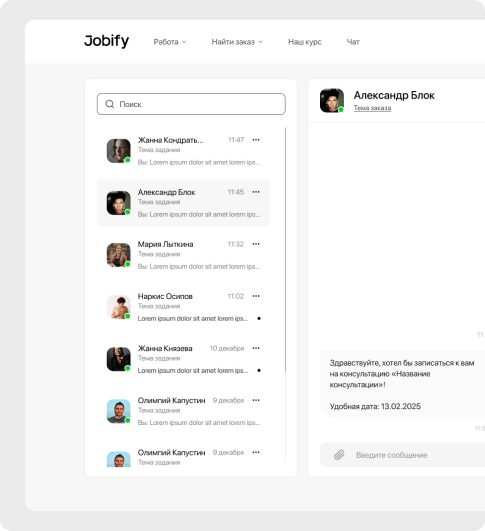 Jobify
Работа
Найти заказ
Наш курс
Чат
Поиск
Жанна Кондрать... 11:47
Тема задания
Вы: Lorem ipsum dolor sit amet lorem ips...
Александр Блок 11:45
Тема задания
Вы: Lorem ipsum dolor sit amet lorem ips...
Мария Лыткина 11:32
Тема задания
Вы: Lorem ipsum dolor sit amet lorem ips...
Наркис Осипов 11:02
Тема задания
Lorem ipsum dolor sit amet lorem ips...
Жанна Князева 10 декабря
Тема задания
Lorem ipsum dolor sit amet lorem ips...
Олимпий Капустин 9 декабря
Тема задания
Вы: Lorem ipsum dolor sit amet lorem ips...
Олимпий Капустин 9 декабря
Тема задания
Александр Блок
Тема заказа
Здравствуйте, хотел бы записаться к вам
на консультацию «Название
консультации»!
Удобная дата: 13.02.2025
Введите сообщение